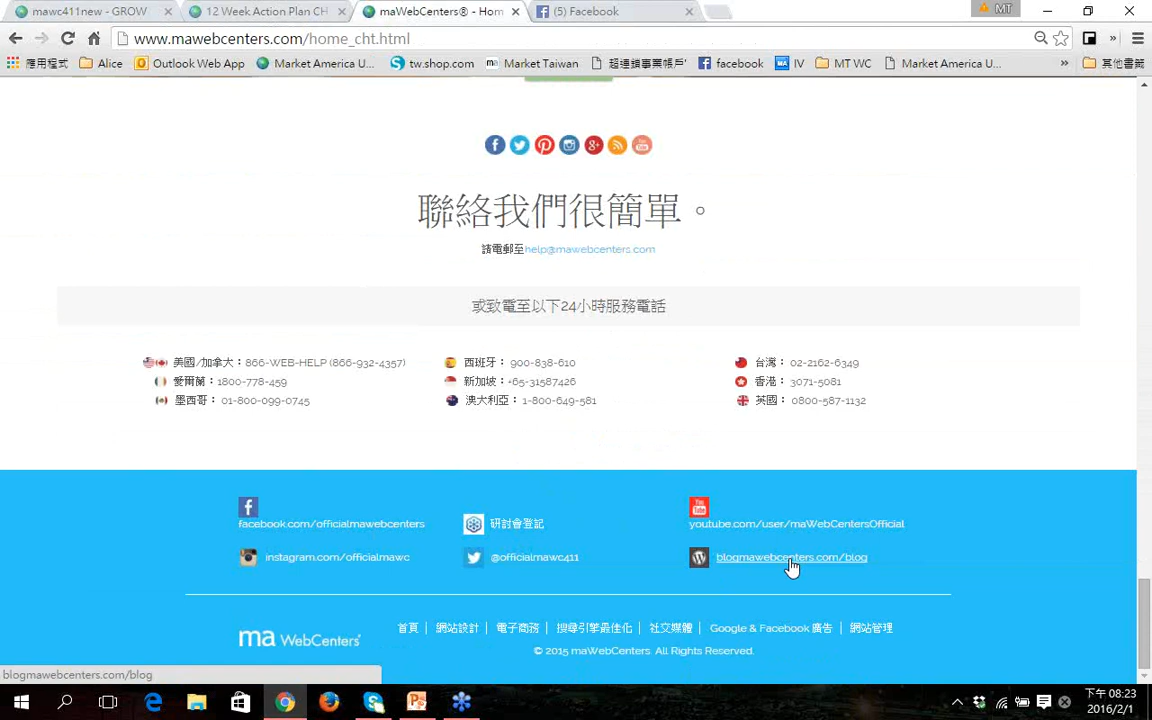 mawc411new - GROW
12 Week Action Plan CH
maWebCenters® - Hom
(5) Facebook
MT
www.mawebcenters.com/home_cht.html
應用程式 Alice Outlook Web App Market America U... tw.shop.com Market Taiwan 超連鎖事業帳戶 facebook IV MT WC Market America U... » 其他書籤
聯絡我們很簡單。
請電郵至help@mawebcenters.com
或致電至以下24小時服務電話
美國/加拿大：866-WEB-HELP (866-932-4357) 西班牙： 900-838-610 台灣： 02-2162-6349
愛爾蘭：1800-778-459 新加坡：+65-31587426 香港： 3071-5081
墨西哥： 01-800-099-0745 澳大利亞： 1-800-649-581 英國： 0800-587-1132
facebook.com/officialmawebcenters 研討會登記 youtube.com/user/maWebCentersOfficial
instagram.com/officialmawc @officialmawc411 blogmawebcenters.com/blog
ma WebCenters®
首頁 | 網站設計 | 電子商務 | 搜尋引擎最佳化 | 社交媒體 | Google & Facebook 廣告 | 網站管理
© 2015 maWebCenters. All Rights Reserved.
blogmawebcenters.com/blog
下午 08:23
2016/2/1